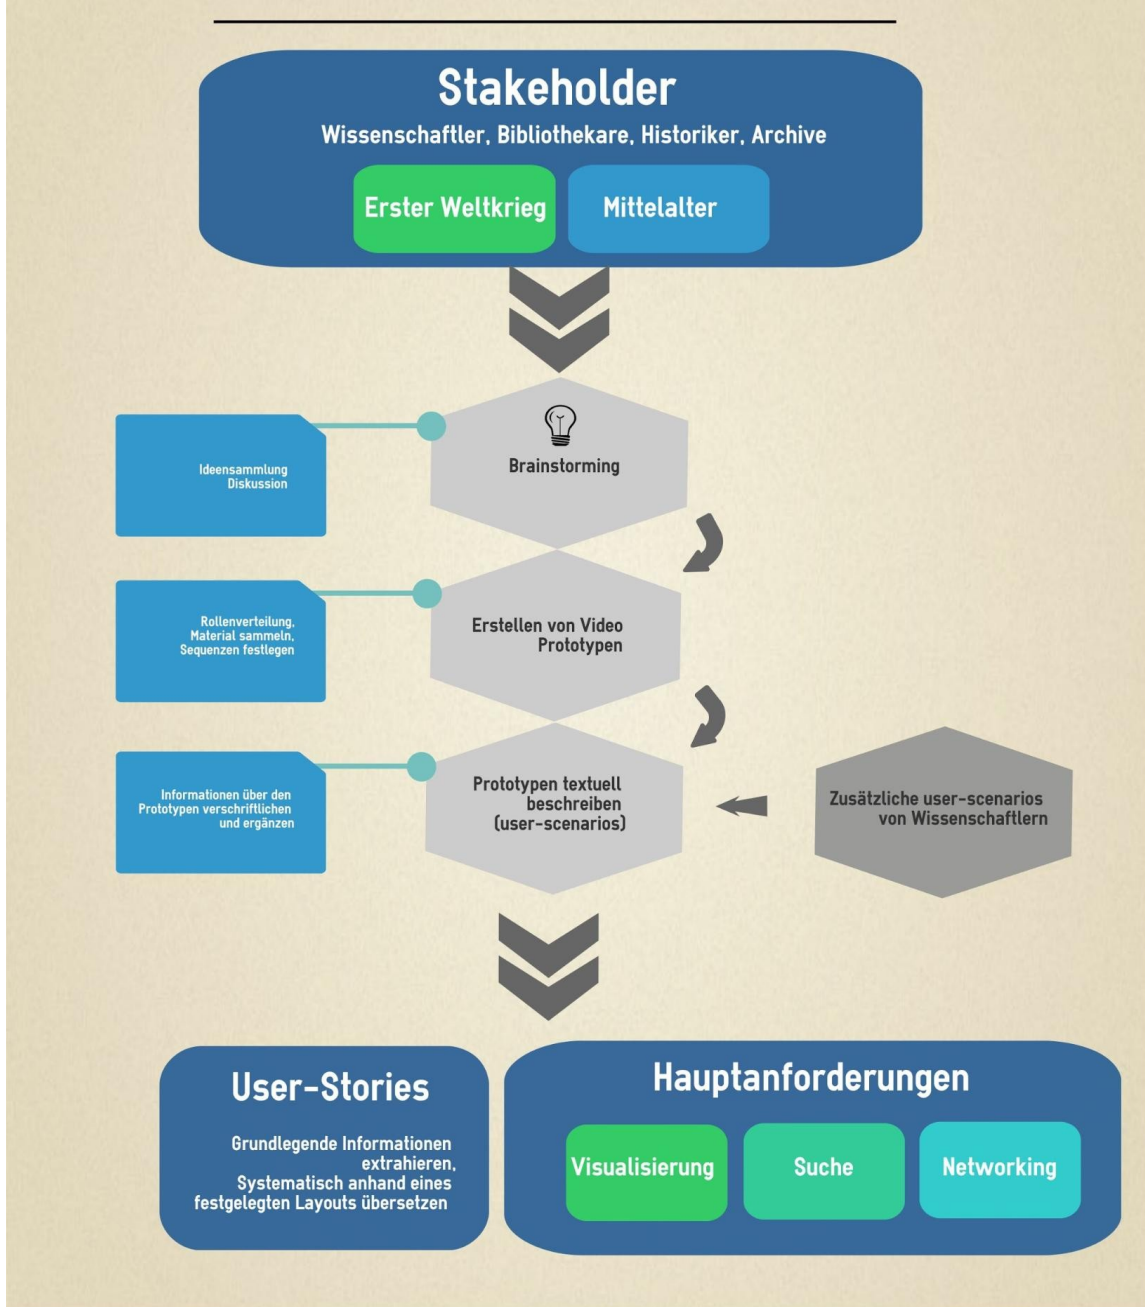 Stakeholder
Wissenschaftler, Bibliothekare, Historiker, Archive
Erster Weltkrieg
Mittelalter
Brainstorming
Ideensammlung
Diskussion
Erstellen von Video
Prototypen
Rollenverteilung,
Material sammeln,
Sequenzen festlegen
Prototypen textuell
beschreiben
(user-scenarios)
Informationen über den
Prototypen verschriftlichen
und ergänzen
Zusätzliche user-scenarios
von Wissenschaftlern
User-Stories
Grundlegende Informationen
extrahieren,
Systematisch anhand eines
festgelegten Layouts übersetzen
Hauptanforderungen
Visualisierung
Suche
Networking